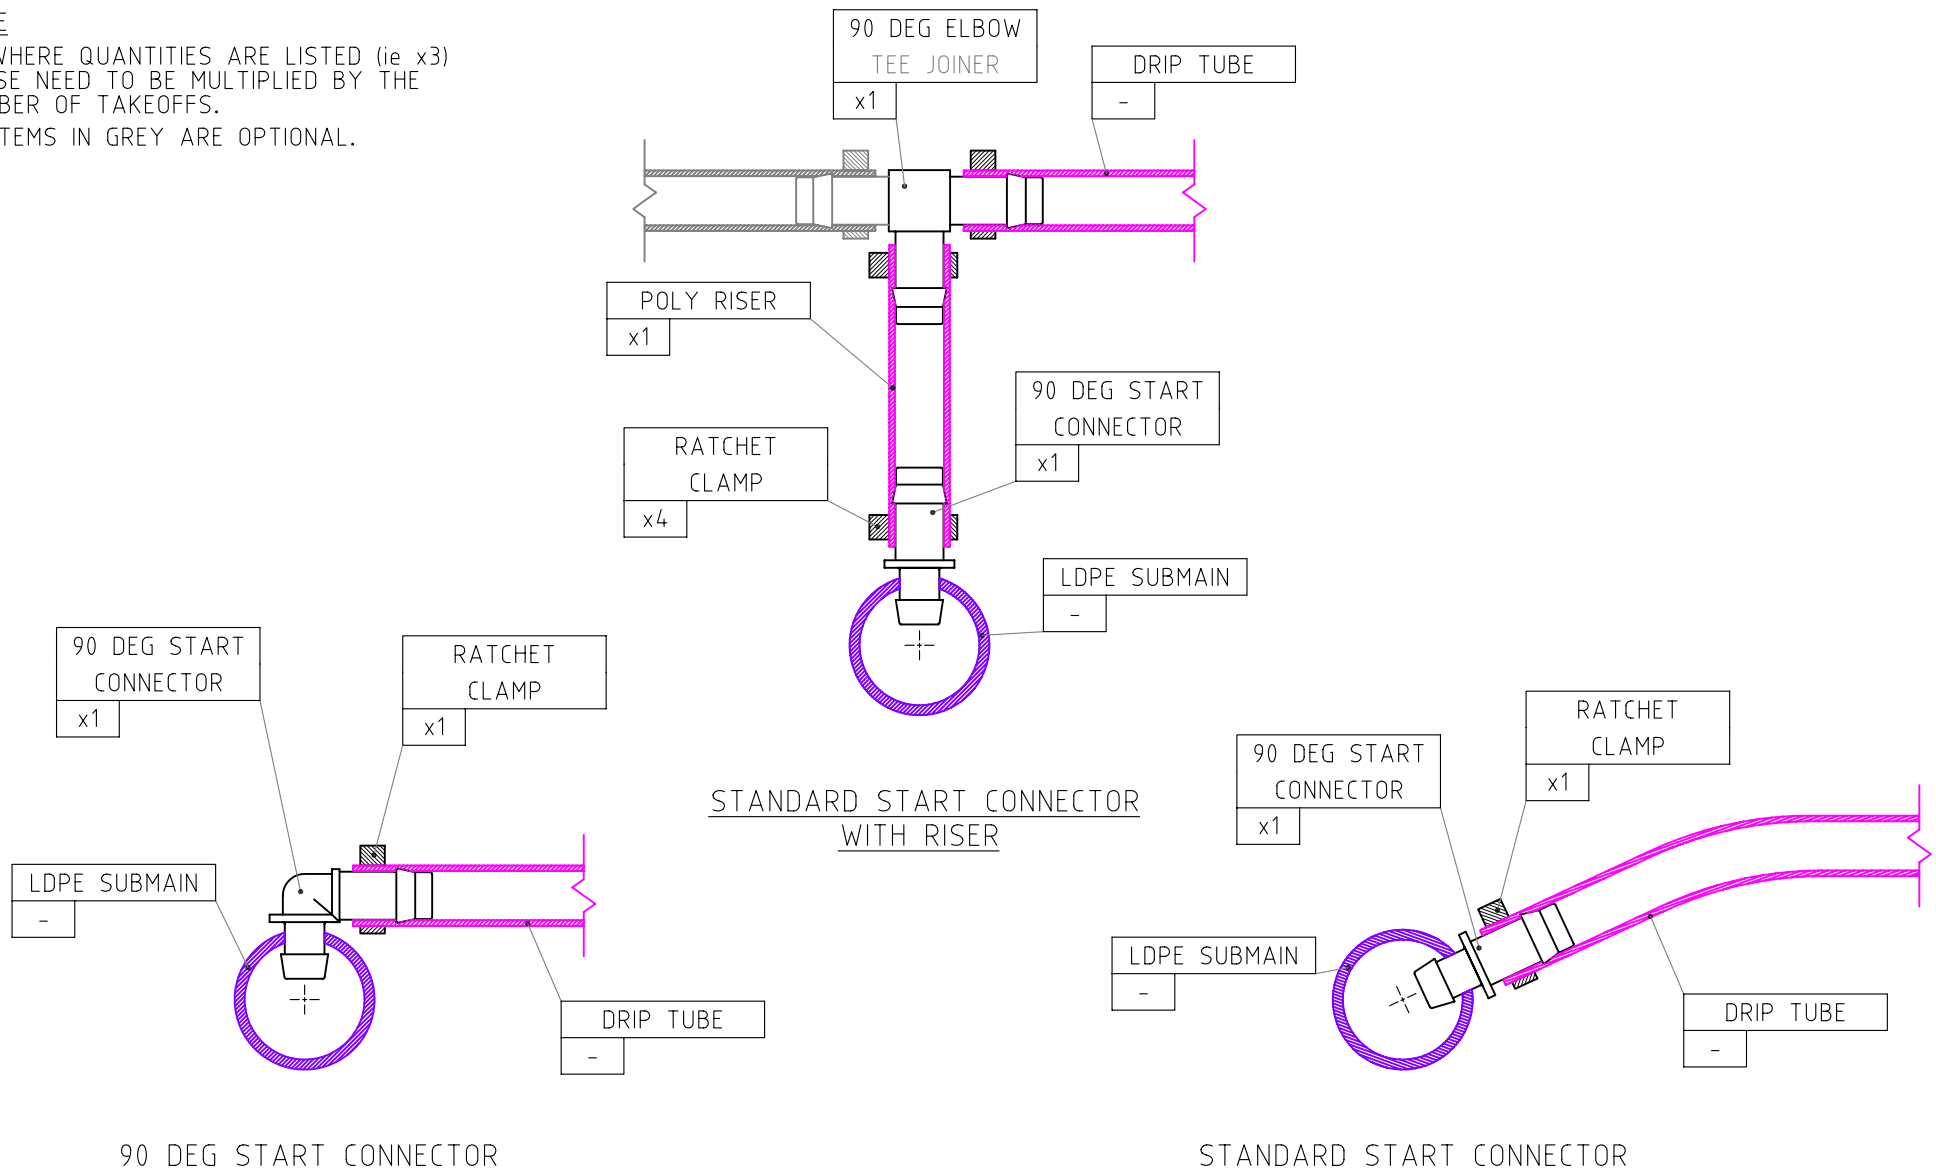 WHERE QUANTITIES ARE LISTED (ie x3)
NEED TO BE MULTIPLIED BY THE
OF TAKEOFFS.
IN GREY ARE OPTIONAL.
90 DEG ELBOW
TEE JOINER
x1
DRIP TUBE
-
POLY RISER
x1
90 DEG START
CONNECTOR
x1
RATCHET
CLAMP
x4
LDPE SUBMAIN
-
STANDARD START CONNECTOR
WITH RISER
90 DEG START
CONNECTOR
x1
RATCHET
CLAMP
x1
LDPE SUBMAIN
-
DRIP TUBE
-
90 DEG START CONNECTOR
RATCHET
CLAMP
x1
90 DEG START
CONNECTOR
x1
LDPE SUBMAIN
-
DRIP TUBE
-
STANDARD START CONNECTOR